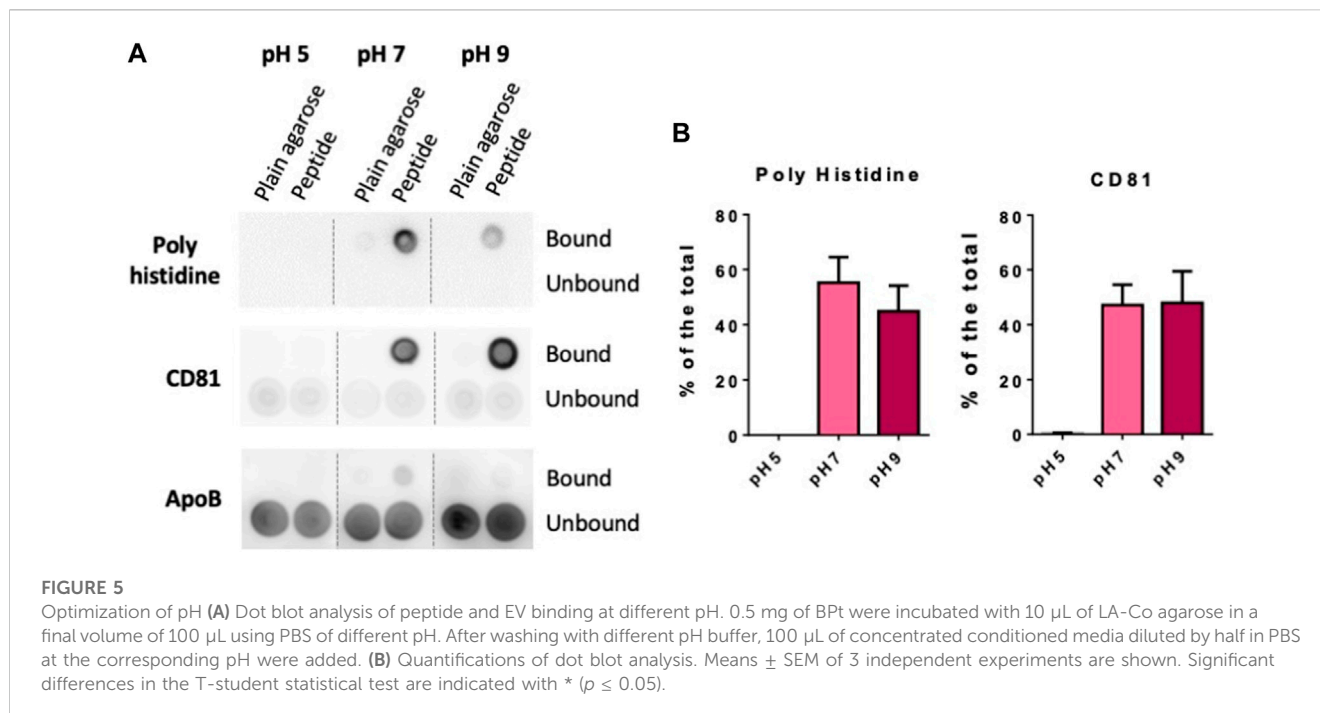 A
pH 5 pH 7 pH 9
Plain agarose
Peptide
Plain agarose
Peptide
Plain agarose
Peptide
Poly
histidine
Bound
Unbound
CD81
Bound
Unbound
ApoB
Bound
Unbound
B
Poly Histidine
% of the total
80
60
40
20
0
pH5
pH7
pH9
CD81
% of the total
80
60
40
20
0
pH5
pH7
pH9
FIGURE 5
Optimization of pH (A) Dot blot analysis of peptide and EV binding at different pH. 0.5 mg of BPt were incubated with 10 µL of LA-Co agarose in a
final volume of 100 µL using PBS of different pH. After washing with different pH buffer, 100 µL of concentrated conditioned media diluted by half in PBS
at the corresponding pH were added. (B) Quantifications of dot blot analysis. Means ± SEM of 3 independent experiments are shown. Significant
differences in the T-student statistical test are indicated with * (p ≤ 0.05).